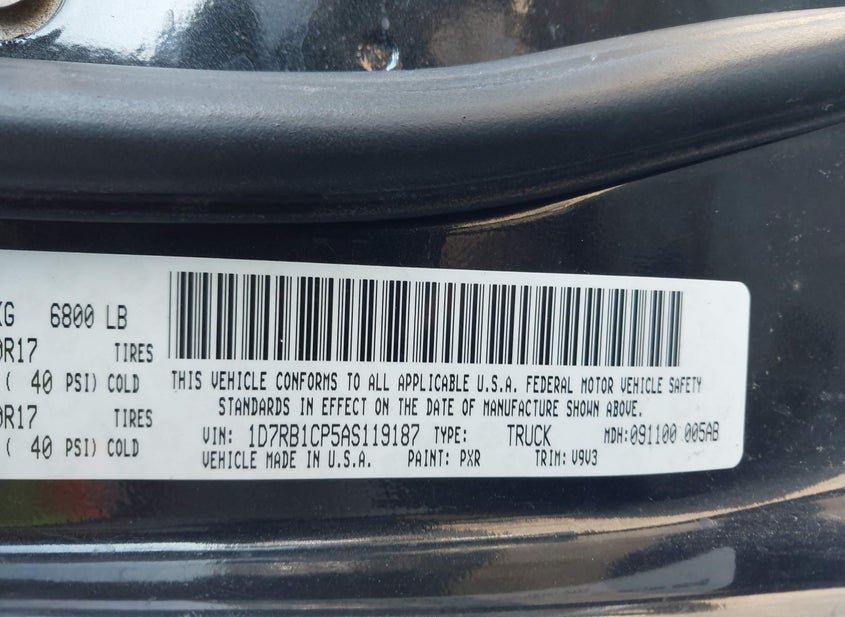 KG 6800 LB
0R17 TIRES
( 40 PSI) COLD
0R17 TIRES
( 40 PSI) COLD
THIS VEHICLE CONFORMS TO ALL APPLICABLE U.S.A. FEDERAL MOTOR VEHICLE SAFETY
STANDARDS IN EFFECT ON THE DATE OF MANUFACTURE SHOWN ABOVE.
VIN: 1D7RB1CP5AS119187 TYPE: TRUCK MDH:091100 005AB
VEHICLE MADE IN U.S.A. PAINT: PXR TRIM: V9V3